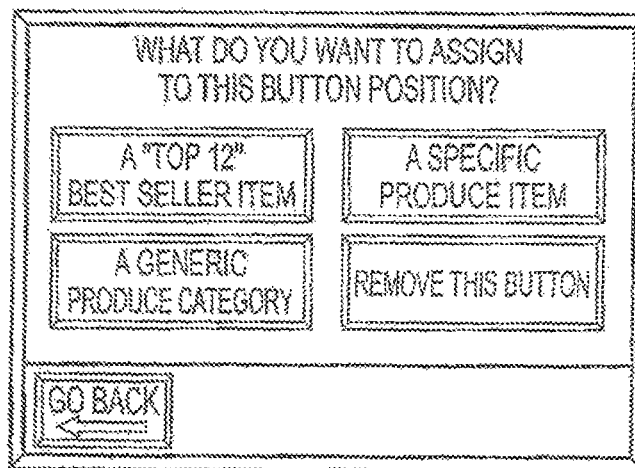 WHAT DO YOU WANT TO ASSIGN
TO THIS BUTTON POSITION?
A "TOP 12"
BEST SELLER ITEM
A SPECIFIC
PRODUCE ITEM
A GENERIC
PRODUCE CATEGORY
REMOVE THIS BUTTON
GO BACK